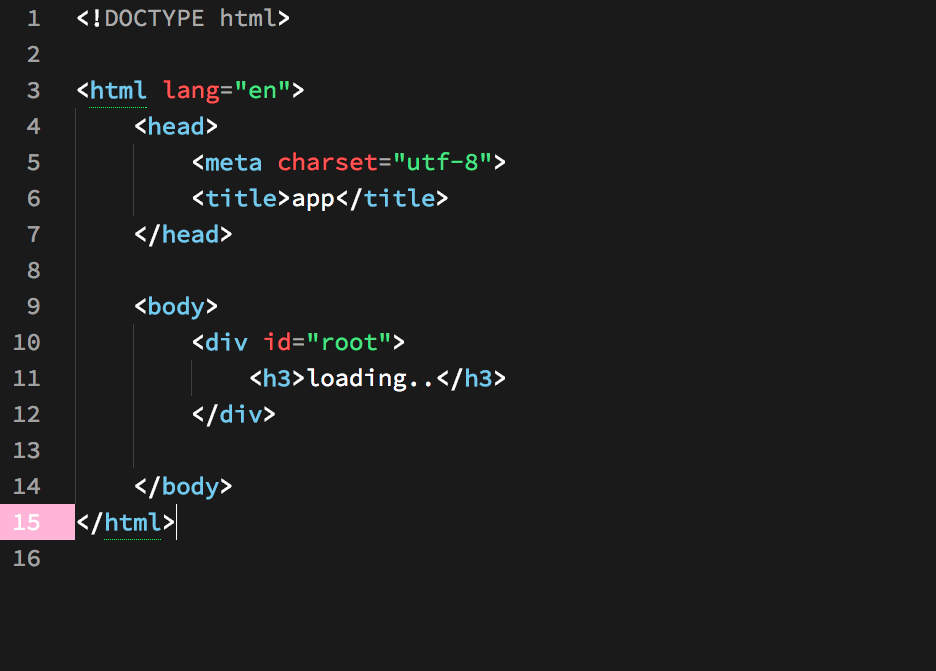 1 <!DOCTYPE html>
2
3 <html lang="en">
4     <head>
5         <meta charset="utf-8">
6         <title>app</title>
7     </head>
8
9     <body>
10         <div id="root">
11             <h3>loading..</h3>
12         </div>
13
14     </body>
15 </html>
16